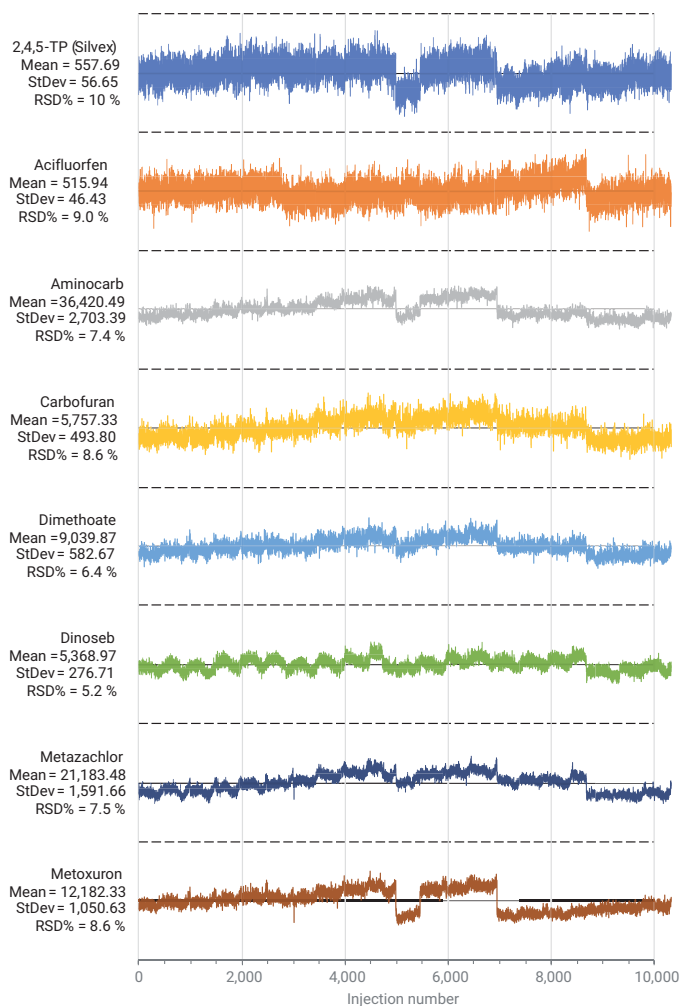 2,4,5-TP (Silvex)
Mean = 557.69
StDev = 56.65
RSD% = 10 %
Acifluorfen
Mean = 515.94
StDev = 46.43
RSD% = 9.0 %
Aminocarb
Mean =36,420.49
StDev = 2,703.39
RSD% = 7.4 %
Carbofuran
Mean =5,757.33
StDev = 493.80
RSD% = 8.6 %
Dimethoate
Mean =9,039.87
StDev = 582.67
RSD% = 6.4 %
Dinoseb
Mean =5,368.97
StDev = 276.71
RSD% = 5.2 %
Metazachlor
Mean = 21,183.48
StDev = 1,591.66
RSD% = 7.5 %
Metoxuron
Mean = 12,182.33
StDev = 1,050.63
RSD% = 8.6 %
0 2,000 4,000 6,000 8,000 10,000
Injection number